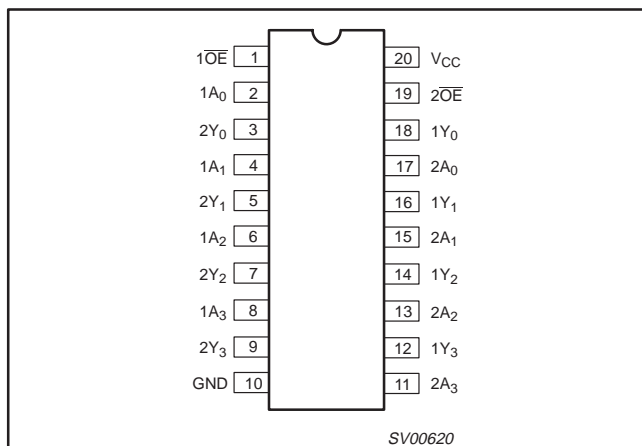 1O̅E̅ 1 20 VCC
1A0 2 19 2O̅E̅
2Y0 3 18 1Y0
1A1 4 17 2A0
2Y1 5 16 1Y1
1A2 6 15 2A1
2Y2 7 14 1Y2
1A3 8 13 2A2
2Y3 9 12 1Y3
GND 10 11 2A3
SV00620